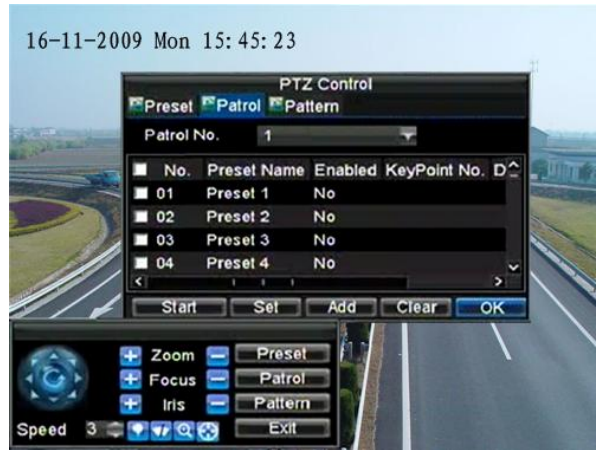 16-11-2009 Mon 15:45:23
PTZ Control
Preset Patrol Pattern
Patrol No. 1
No. Preset Name Enabled KeyPoint No. D
01 Preset 1 No
02 Preset 2 No
03 Preset 3 No
04 Preset 4 No
Start Set Add Clear OK
Zoom Preset
Focus Patrol
Iris Pattern
Speed 3 Exit